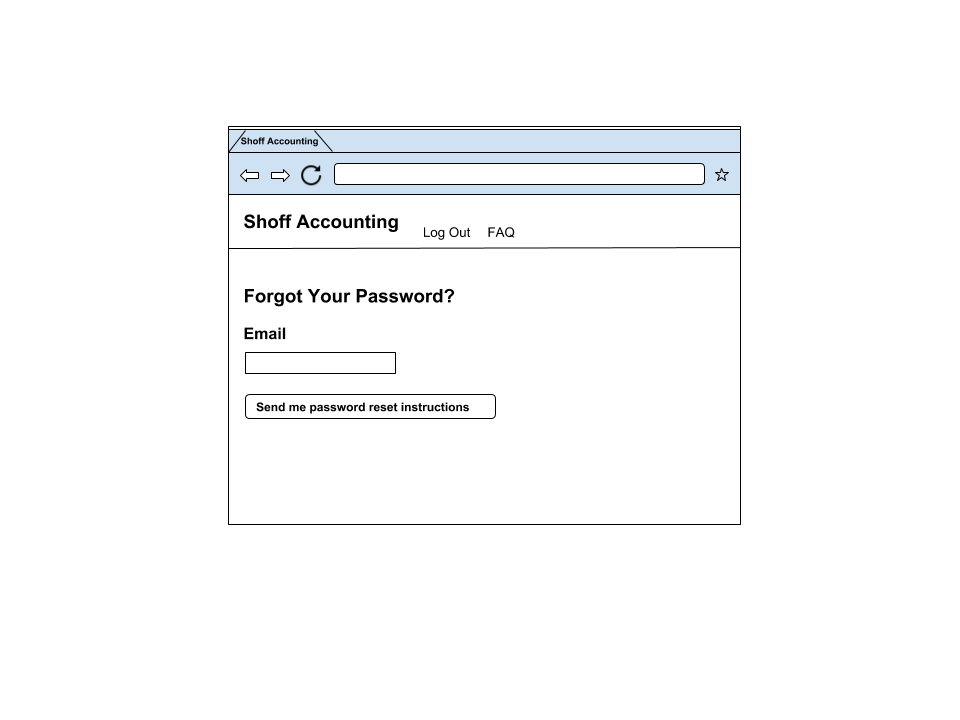 Shoff Accounting
Shoff Accounting
Log Out FAQ
Forgot Your Password?
Email
Send me password reset instructions